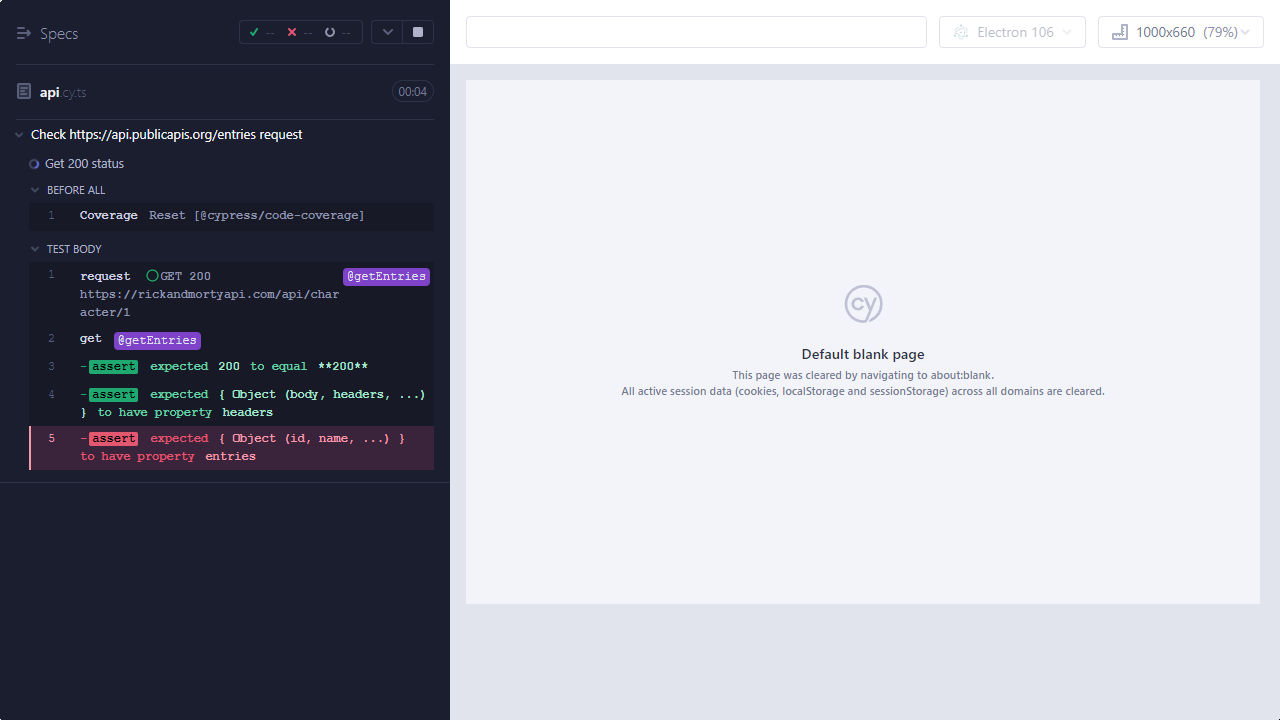 Specs
-- -- --
Electron 106
1000x660 (79%)
api.cy.ts
00:04
Check https://api.publicapis.org/entries request
Get 200 status
BEFORE ALL
1 Coverage Reset [@cypress/code-coverage]
TEST BODY
1 request GET 200 @getEntries
https://rickandmortyapi.com/api/char
acter/1
2 get @getEntries
3 -assert expected 200 to equal **200**
4 -assert expected { Object (body, headers, ...)
} to have property headers
5 -assert expected { Object (id, name, ...) }
to have property entries
cy
Default blank page
This page was cleared by navigating to about:blank.
All active session data (cookies, localStorage and sessionStorage) across all domains are cleared.